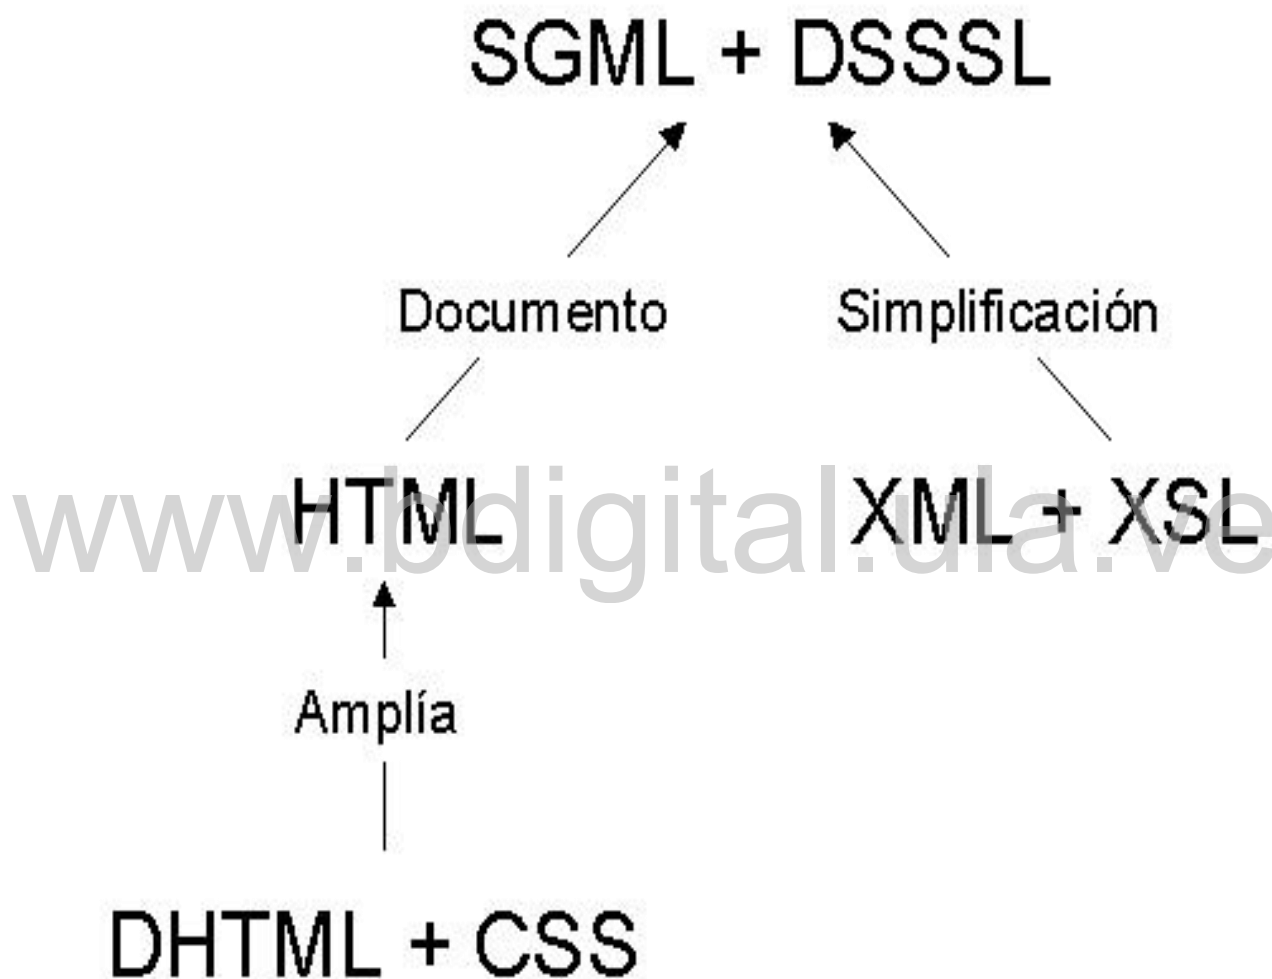 SGML + DSSSL
Documento Simplificación
HTML XML + XSL
www.bdigital.ula.ve
Amplía
DHTML + CSS